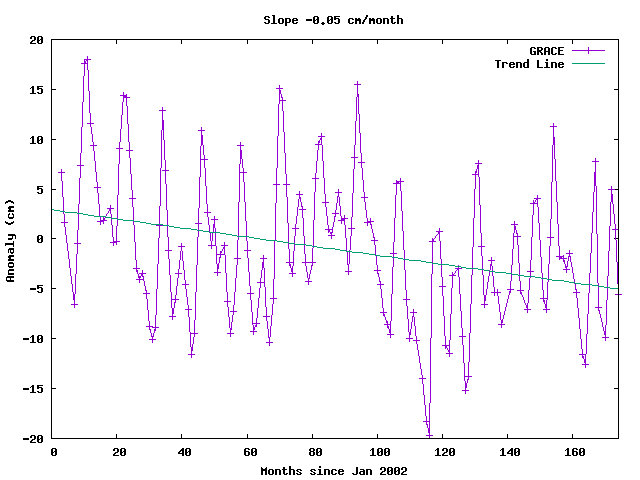 Slope -0.05 cm/month
GRACE
Trend Line
20
15
10
5
0
-5
-10
-15
-20
Anomaly (cm)
0 20 40 60 80 100 120 140 160
Months since Jan 2002